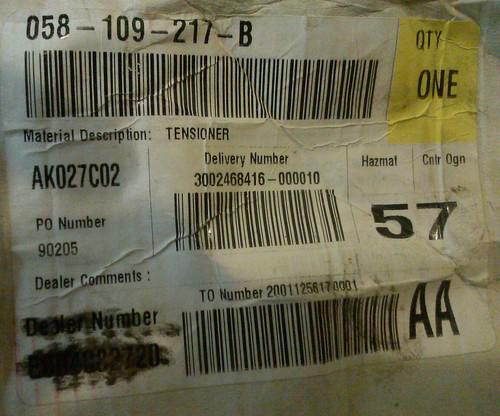 058-109-217-B
QTY
ONE
Material Description: TENSIONER
AK027C02
Delivery Number
3002468416-000010
Hazmat
Cntr Ogn
57
PO Number
90205
Dealer Comments :
TO Number 20011256170001
AA
Dealer Number